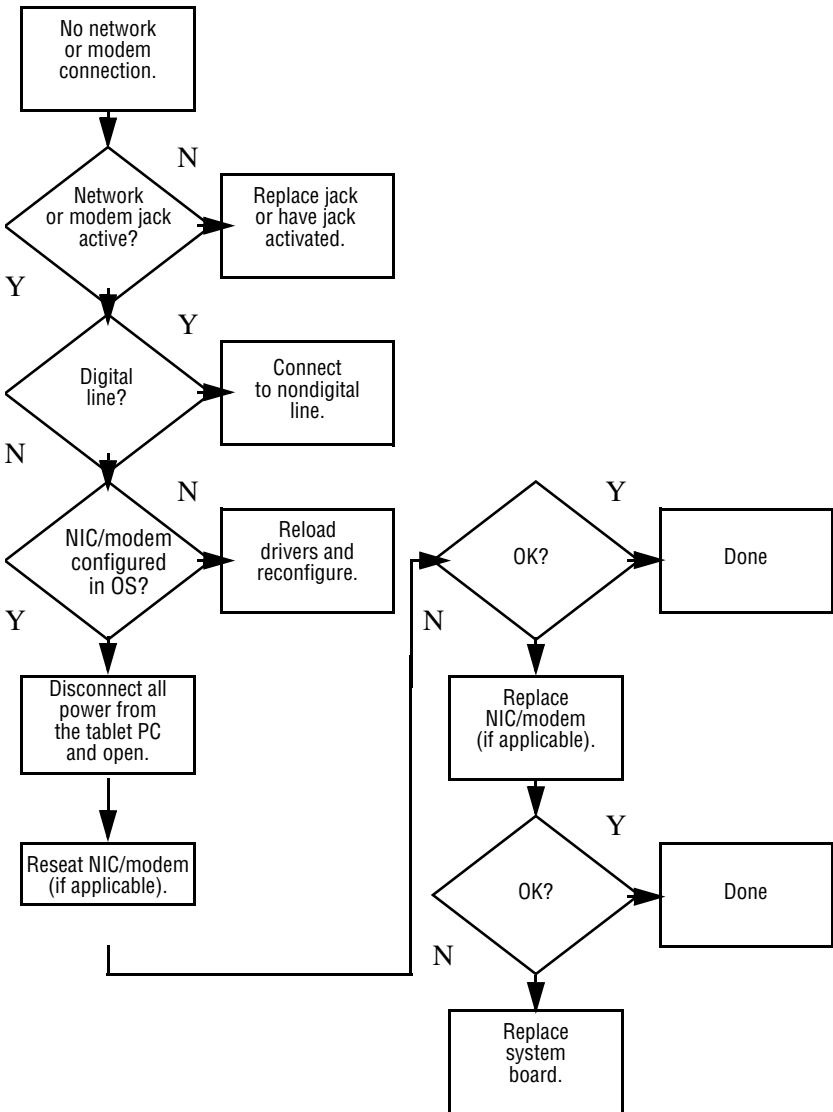 No network
or modem
connection.
N
Network
or modem jack
active?
Replace jack
or have jack
activated.
Y
Y
Digital
line?
Connect
to nondigital
line.
N
N
NIC/modem
configured
in OS?
Reload
drivers and
reconfigure.
Y
Disconnect all
power from
the tablet PC
and open.
Reseat NIC/modem
(if applicable).
Y
OK?
Done
N
Replace
NIC/modem
(if applicable).
Y
OK?
Done
N
Replace
system
board.